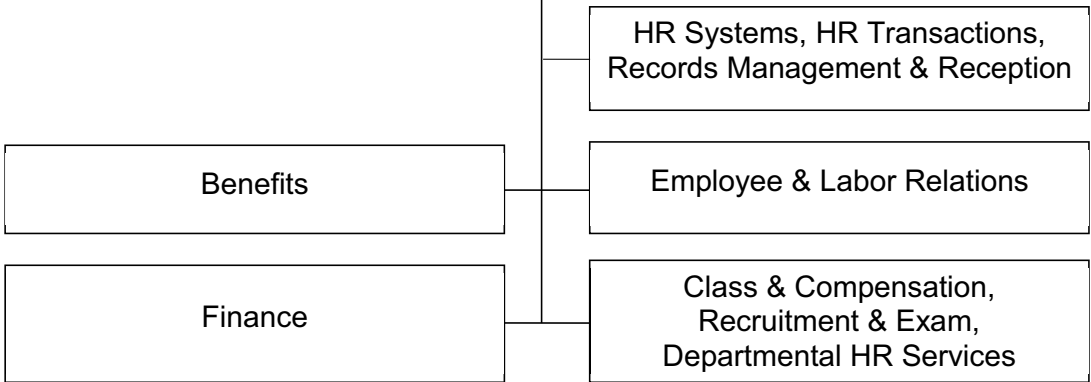 HR Systems, HR Transactions,
Records Management & Reception
Benefits
Employee & Labor Relations
Finance
Class & Compensation,
Recruitment & Exam,
Departmental HR Services